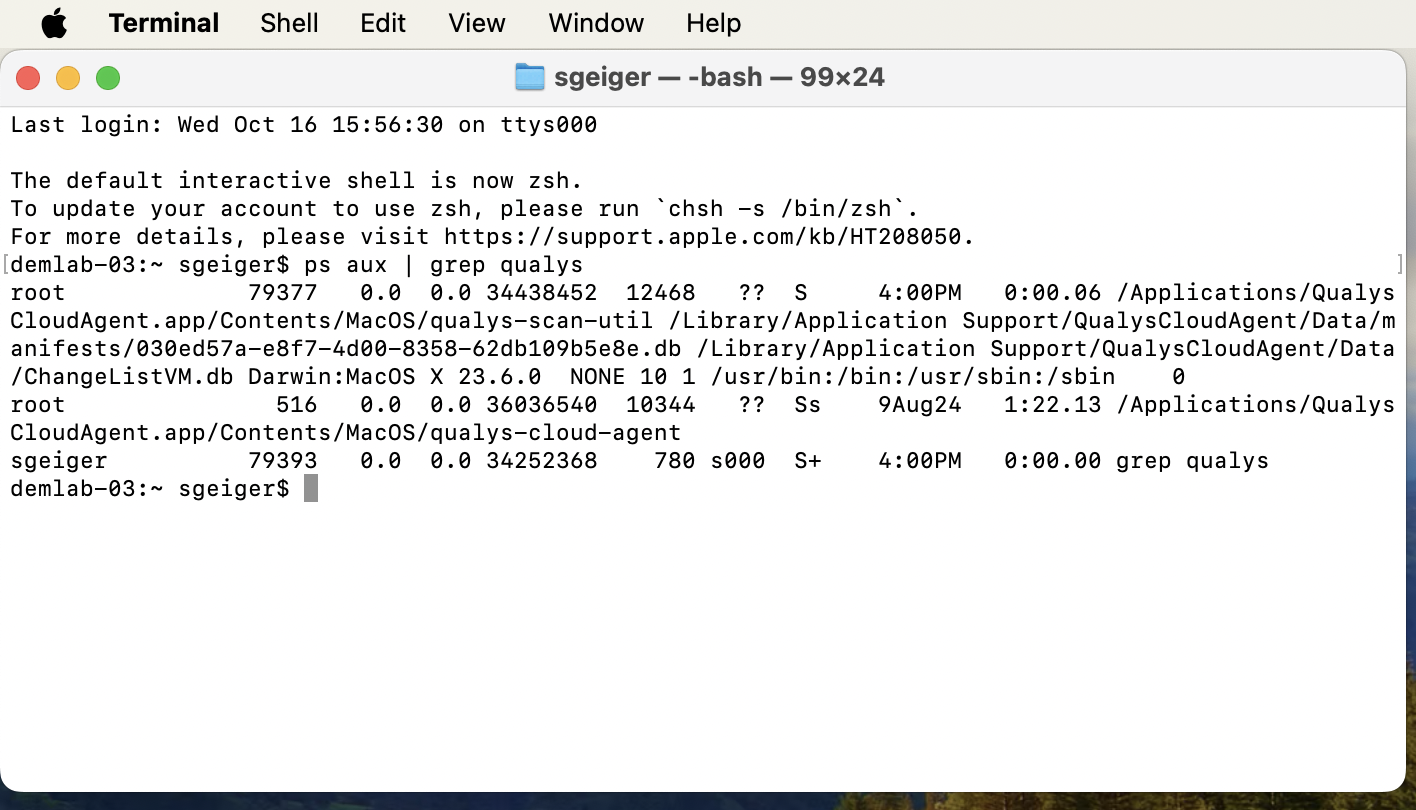 Terminal Shell Edit View Window Help
sgeiger — -bash — 99×24
Last login: Wed Oct 16 15:56:30 on ttys000
The default interactive shell is now zsh.
To update your account to use zsh, please run `chsh -s /bin/zsh`.
For more details, please visit https://support.apple.com/kb/HT208050.
[demlab-03:~ sgeiger$ ps aux | grep qualys ]
root             79377   0.0  0.0 34438452  12468   ??  S     4:00PM   0:00.06 /Applications/Qualys
CloudAgent.app/Contents/MacOS/qualys-scan-util /Library/Application Support/QualysCloudAgent/Data/m
anifests/030ed57a-e8f7-4d00-8358-62db109b5e8e.db /Library/Application Support/QualysCloudAgent/Data
/ChangeListVM.db Darwin:MacOS X 23.6.0  NONE 10 1 /usr/bin:/bin:/usr/sbin:/sbin    0
root               516   0.0  0.0 36036540  10344   ??  Ss    9Aug24   1:22.13 /Applications/Qualys
CloudAgent.app/Contents/MacOS/qualys-cloud-agent
sgeiger          79393   0.0  0.0 34252368    780 s000  S+    4:00PM   0:00.00 grep qualys
demlab-03:~ sgeiger$